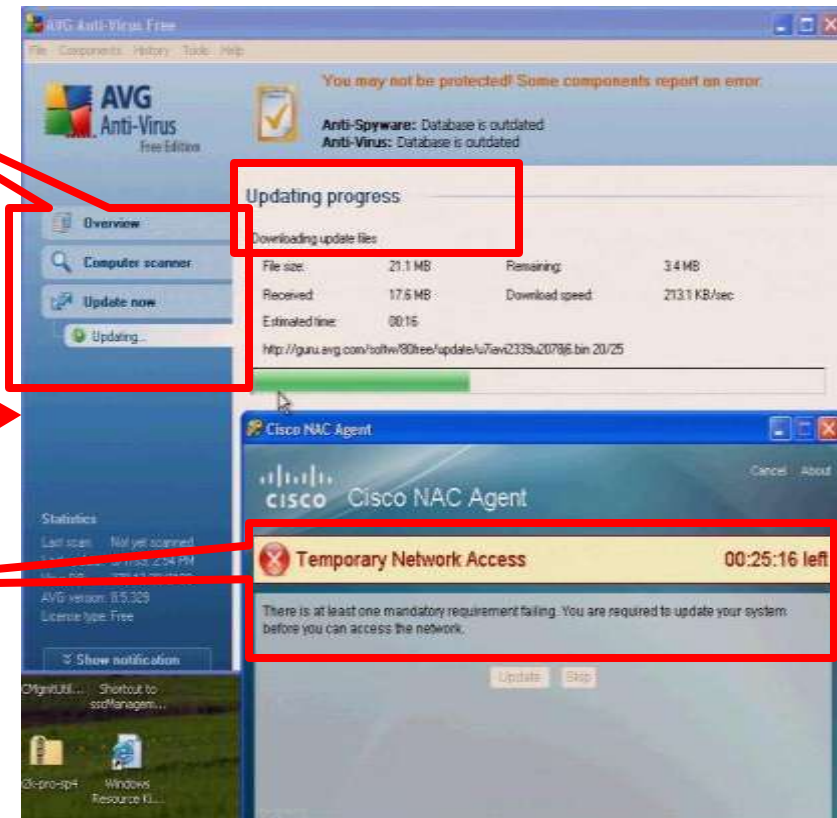 AVG Anti-Virus Free
File Components History Tools Help
AVG
Anti-Virus
Free Edition
You may not be protected! Some components report an error.
Anti-Spyware: Database is outdated
Anti-Virus: Database is outdated
Overview
Computer scanner
Update now
Updating...
Updating progress
Downloading update files
File size: 21.1 MB Remaining: 3.4 MB
Received: 17.6 MB Download speed: 213.1 KB/sec
Estimated time: 00:16
Cisco NAC Agent
Cancel About
CISCO Cisco NAC Agent
Temporary Network Access 00:25:16 left
There is at least one mandatory requirement failing. You are required to update your system
before you can access the network.
Update Skip
Statistics
Last scan: Not yet scanned
AVG version: 8.5.329
License type: Free
Show notification
Shortcut to
Windows